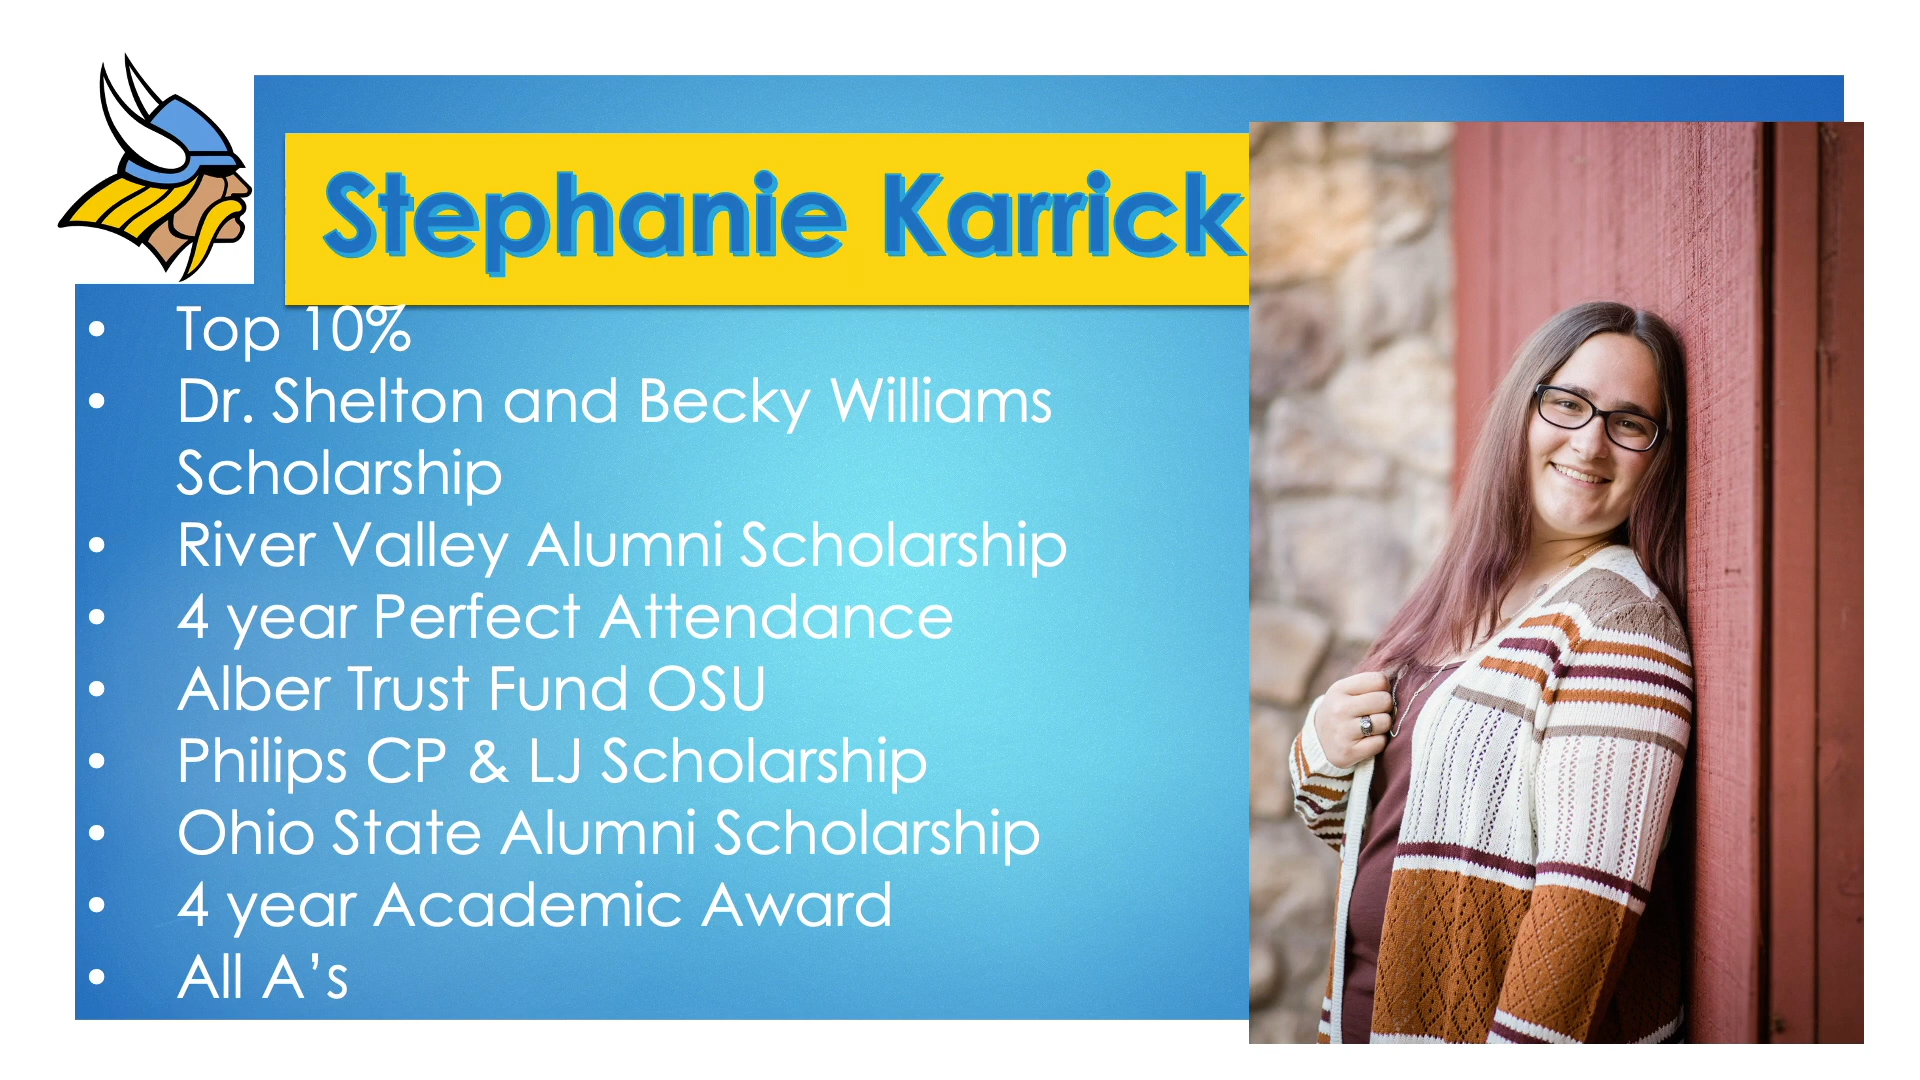 Stephanie Karrick
• Top 10%
• Dr. Shelton and Becky Williams
Scholarship
• River Valley Alumni Scholarship
• 4 year Perfect Attendance
• Alber Trust Fund OSU
• Philips CP & LJ Scholarship
• Ohio State Alumni Scholarship
• 4 year Academic Award
• All A’s